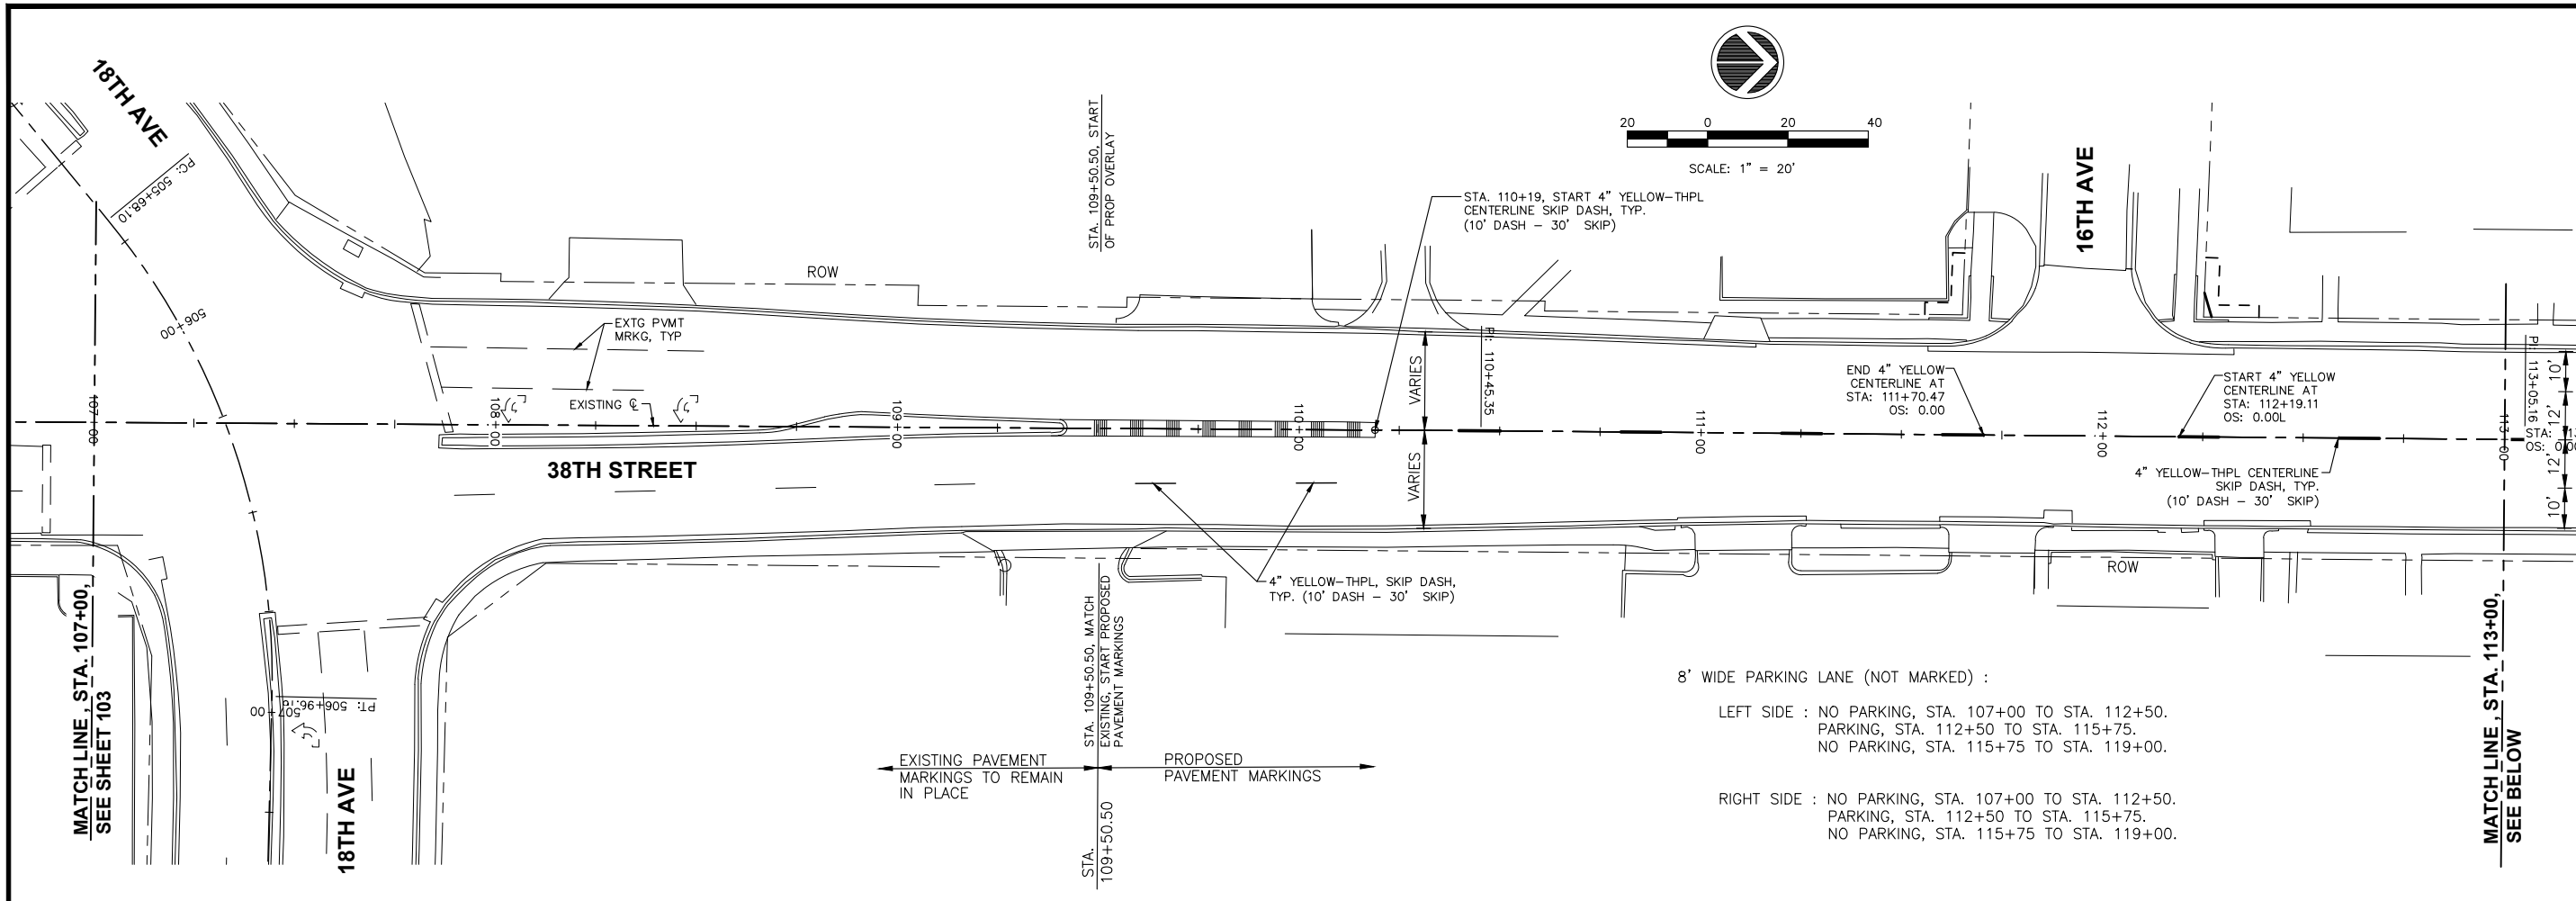 18TH AVE
PC: 505+68.10
506+00
STA. 109+50.50, START
OF PROP OVERLAY
20 0 20 40
SCALE: 1" = 20'
STA. 110+19, START 4" YELLOW-THPL
CENTERLINE SKIP DASH, TYP.
(10' DASH - 30' SKIP)
16TH AVE
ROW
EXTG PVMT
MRKG, TYP
EXISTING ℄
107+00
108+00
109+00
110+00
111+00
112+00
113+00
38TH STREET
VARIES
VARIES
PI: 110+45.35
END 4" YELLOW
CENTERLINE AT
STA: 111+70.47
OS: 0.00
START 4" YELLOW
CENTERLINE AT
STA: 112+19.11
OS: 0.00L
PI: 113+05.16
10'
12'
12'
10'
STA:
OS:
4" YELLOW-THPL CENTERLINE
SKIP DASH, TYP.
(10' DASH - 30' SKIP)
4" YELLOW-THPL, SKIP DASH,
TYP. (10' DASH - 30' SKIP)
ROW
MATCH LINE, STA. 107+00,
SEE SHEET 103
PT: 506+96.76
507+00
18TH AVE
STA. 109+50.50, MATCH
EXISTING, START PROPOSED
PAVEMENT MARKINGS
EXISTING PAVEMENT
MARKINGS TO REMAIN
IN PLACE
PROPOSED
PAVEMENT MARKINGS
STA.
109+50.50
8' WIDE PARKING LANE (NOT MARKED) :
LEFT SIDE : NO PARKING, STA. 107+00 TO STA. 112+50.
PARKING, STA. 112+50 TO STA. 115+75.
NO PARKING, STA. 115+75 TO STA. 119+00.
RIGHT SIDE : NO PARKING, STA. 107+00 TO STA. 112+50.
PARKING, STA. 112+50 TO STA. 115+75.
NO PARKING, STA. 115+75 TO STA. 119+00.
MATCH LINE, STA. 113+00,
SEE BELOW